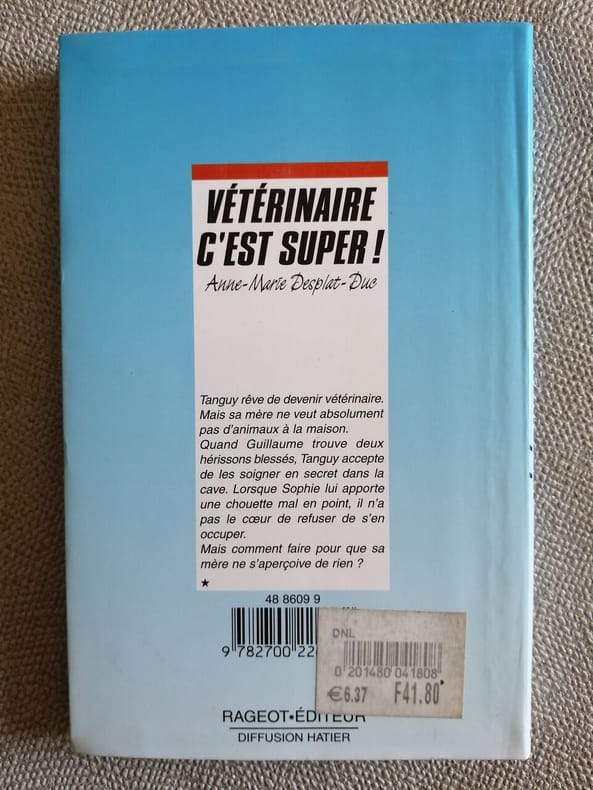 VÉTÉRINAIRE
C'EST SUPER !
Anne-Marie Desplat-Duc
Tanguy rêve de devenir vétérinaire.
Mais sa mère ne veut absolument
pas d'animaux à la maison.
Quand Guillaume trouve deux
hérissons blessés, Tanguy accepte
de les soigner en secret dans la
cave. Lorsque Sophie lui apporte
une chouette mal en point, il n'a
pas le cœur de refuser de s'en
occuper.
Mais comment faire pour que sa
mère ne s'aperçoive de rien ?
★
48 8609 9
9 782700 22
DNL
0 201480 041808
€6.37 F41.80
RAGEOT•ÉDITEUR
DIFFUSION HATIER